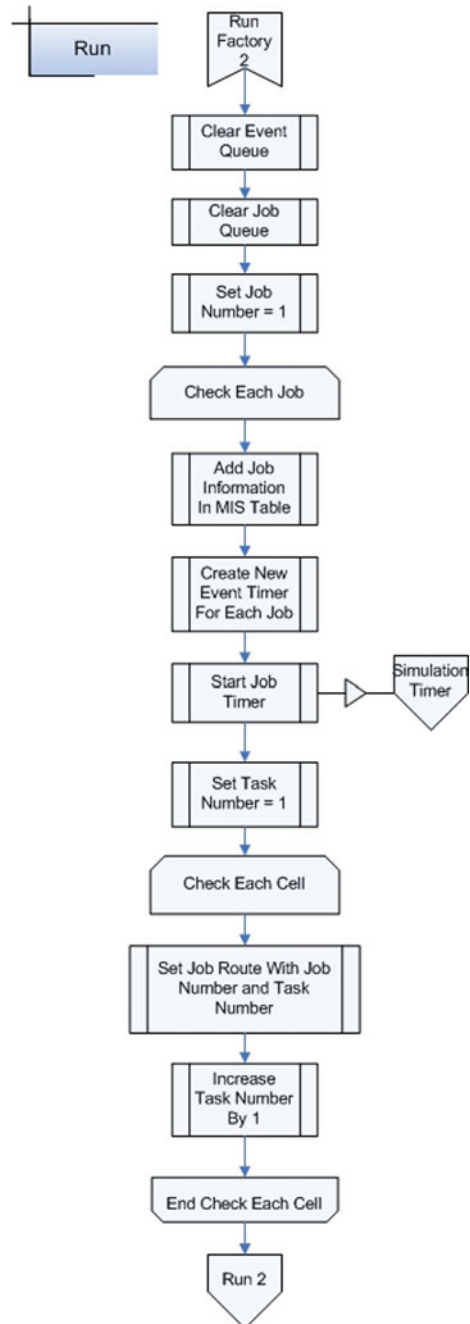 Run
Run
Factory
2
Clear Event
Queue
Clear Job
Queue
Set Job
Number = 1
Check Each Job
Add Job
Information
In MIS Table
Create New
Event Timer
For Each Job
Start Job
Timer
Simulation
Timer
Set Task
Number = 1
Check Each Cell
Set Job Route With Job
Number and Task
Number
Increase
Task Number
By 1
End Check Each Cell
Run 2